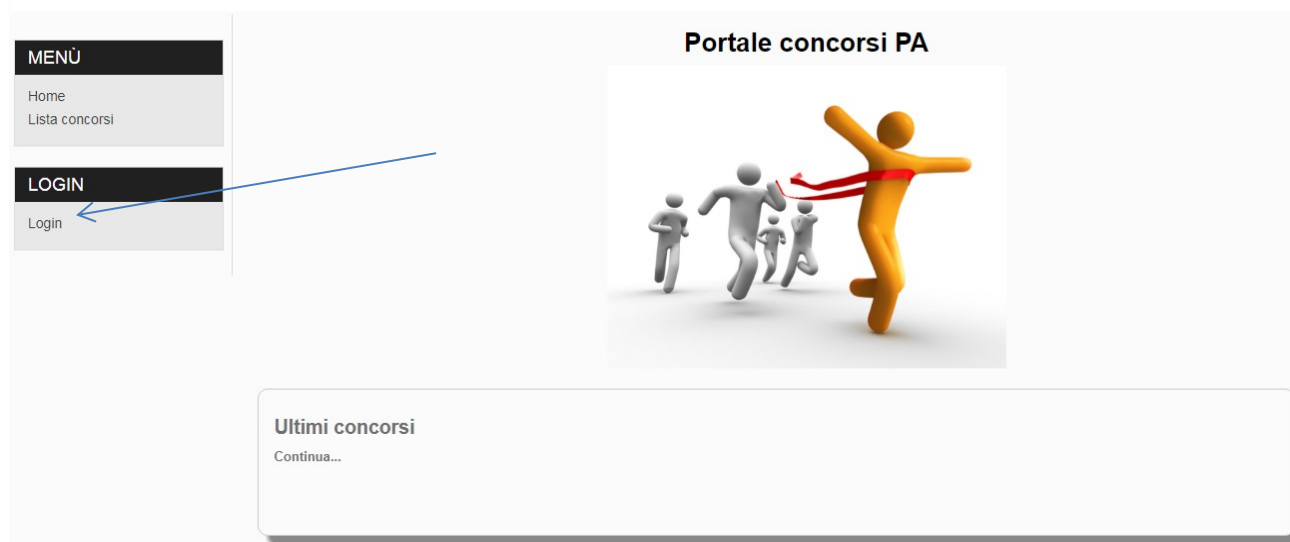 MENÙ
Home
Lista concorsi
LOGIN
Login
Portale concorsi PA
Ultimi concorsi
Continua...